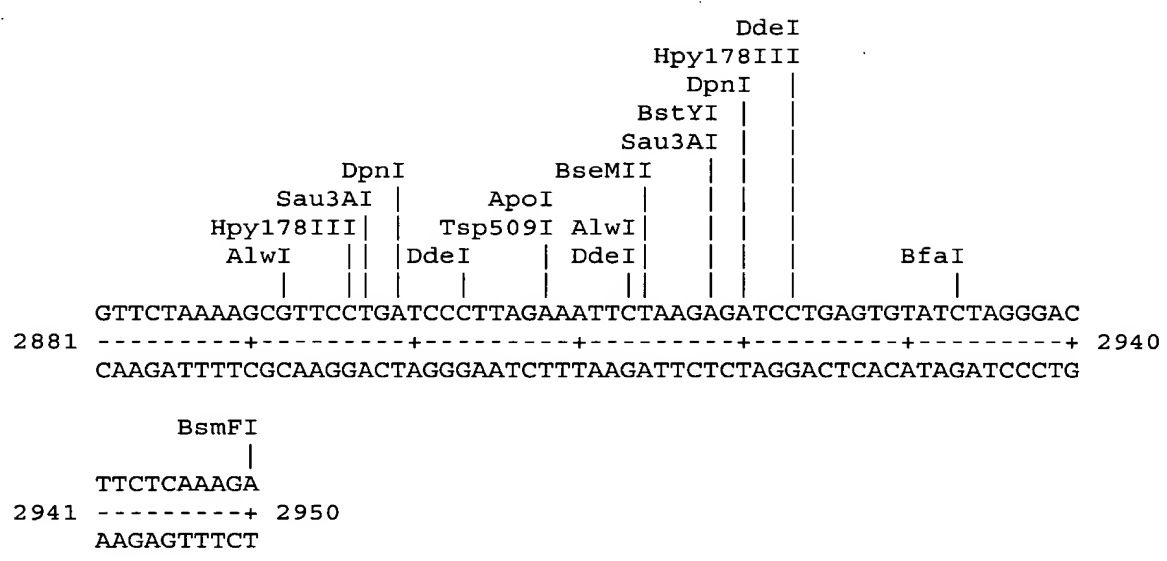 DdeI
Hpy178III
DpnI
BstYI
Sau3AI
DpnI BseMII
Sau3AI ApoI
Hpy178III Tsp509I AlwI
AlwI DdeI DdeI BfaI
GTTCTAAAAGCGTTCCTGATCCCTTAGAAATTCTAAGAGATCCTGAGTGTATCTAGGGAC
2881 ---------+---------+---------+---------+---------+---------+ 2940
CAAGATTTTCGCAAGGACTAGGGAATCTTTAAGATTCTCTAGGACTCACATAGATCCCTG
BsmFI
TTCTCAAAGA
2941 ---------+ 2950
AAGAGTTTCT